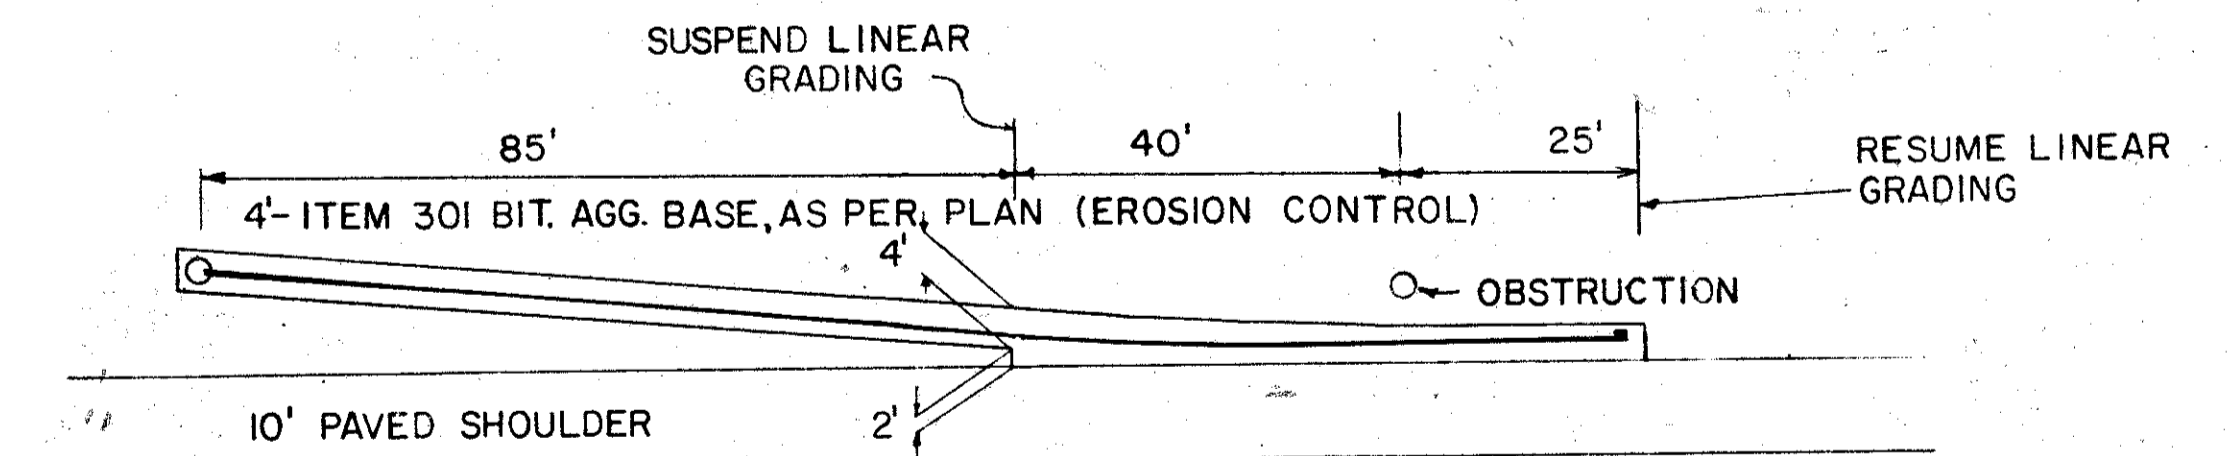 SUSPEND LINEAR
GRADING
85'
40'
25'
RESUME LINEAR
GRADING
4'- ITEM 301 BIT. AGG. BASE, AS PER PLAN (EROSION CONTROL)
4'
OBSTRUCTION
10' PAVED SHOULDER
2'